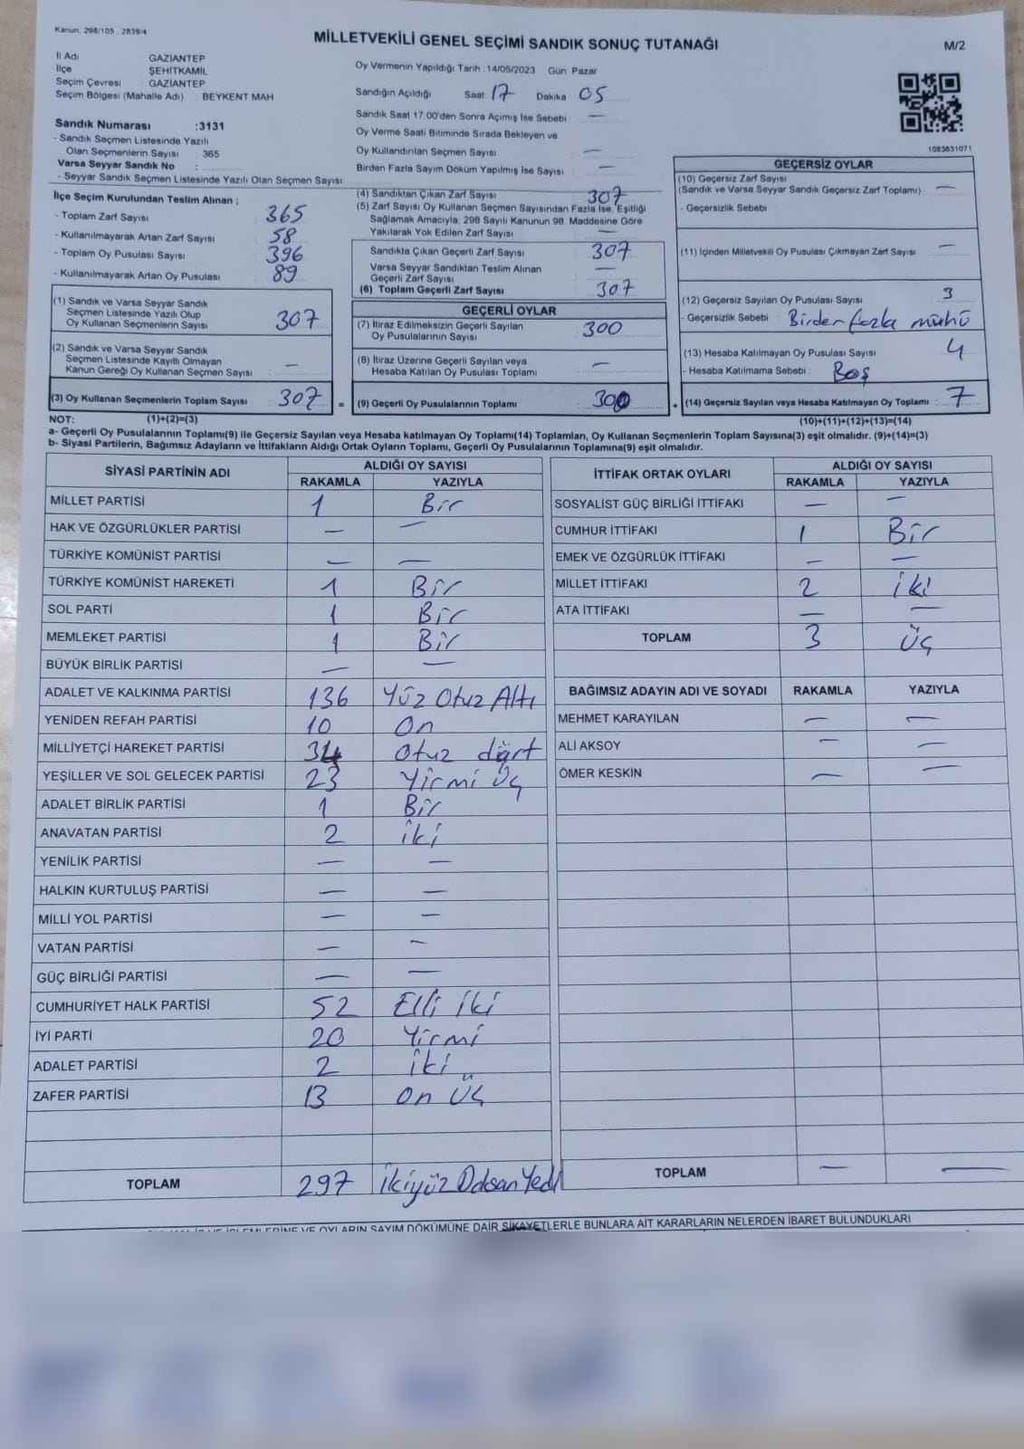 Kanun: 298/105 , 2839/4
MİLLETVEKİLİ GENEL SEÇİMİ SANDIK SONUÇ TUTANAĞI
M/2
İl Adı GAZİANTEP
İlçe ŞEHİTKAMİL
Seçim Çevresi GAZİANTEP
Seçim Bölgesi (Mahalle Adı) BEYKENT MAH
Sandık Numarası :3131
- Sandık Seçmen Listesinde Yazılı
Olan Seçmenlerin Sayısı : 365
Varsa Seyyar Sandık No :
- Seyyar Sandık Seçmen Listesinde Yazılı Olan Seçmen Sayısı
İlçe Seçim Kurulundan Teslim Alınan ;
- Toplam Zarf Sayısı 365
- Kullanılmayarak Artan Zarf Sayısı 58
- Toplam Oy Pusulası Sayısı 396
- Kullanılmayarak Artan Oy Pusulası 89
(1) Sandık ve Varsa Seyyar Sandık
Seçmen Listesinde Yazılı Olup
Oy Kullanan Seçmenlerin Sayısı 307
(2) Sandık ve Varsa Seyyar Sandık
Seçmen Listesinde Kayıtlı Olmayan
Kanun Gereği Oy Kullanan Seçmen Sayısı —
(3) Oy Kullanan Seçmenlerin Toplam Sayısı 307 =
Oy Vermenin Yapıldığı Tarih : 14/05/2023 Gün Pazar
Sandığın Açıldığı Saat 17 Dakika 05
Sandık Saat 17.00'den Sonra Açılmış İse Sebebi —
Oy Verme Saati Bitiminde Sırada Bekleyen ve
Oy Kullandırılan Seçmen Sayısı —
Birden Fazla Sayım Döküm Yapılmış İse Sayısı —
(4) Sandıktan Çıkan Zarf Sayısı 307
(5) Zarf Sayısı Oy Kullanan Seçmen Sayısından Fazla İse, Eşitliği
Sağlamak Amacıyla, 298 Sayılı Kanunun 98. Maddesine Göre
Yakılarak Yok Edilen Zarf Sayısı —
Sandıkta Çıkan Geçerli Zarf Sayısı 307
Varsa Seyyar Sandıktan Teslim Alınan
Geçerli Zarf Sayısı —
(6) Toplam Geçerli Zarf Sayısı 307
GEÇERLİ OYLAR
(7) İtiraz Edilmeksizin Geçerli Sayılan
Oy Pusulalarının Sayısı 300
(8) İtiraz Üzerine Geçerli Sayılan veya
Hesaba Katılan Oy Pusulası Toplamı —
(9) Geçerli Oy Pusulalarının Toplamı 300 +
1083631071
GEÇERSİZ OYLAR
(10) Geçersiz Zarf Sayısı
(Sandık ve Varsa Seyyar Sandık Geçersiz Zarf Toplamı) —
- Geçersizlik Sebebi
(11) İçinden Milletvekili Oy Pusulası Çıkmayan Zarf Sayısı —
(12) Geçersiz Sayılan Oy Pusulası Sayısı 3
- Geçersizlik Sebebi : Birden fazla mühü
(13) Hesaba Katılmayan Oy Pusulası Sayısı 4
- Hesaba Katılmama Sebebi : Boş
(14) Geçersiz Sayılan veya Hesaba Katılmayan Oy Toplamı : 7
NOT: (1)+(2)=(3) (10)+(11)+(12)+(13)=(14)
a- Geçerli Oy Pusulalarının Toplamı(9) ile Geçersiz Sayılan veya Hesaba katılmayan Oy Toplamı(14) Toplamları, Oy Kullanan Seçmenlerin Toplam Sayısına(3) eşit olmalıdır. (9)+(14)=(3)
b- Siyasi Partilerin, Bağımsız Adayların ve İttifakların Aldığı Ortak Oyların Toplamı, Geçerli Oy Pusulalarının Toplamına(9) eşit olmalıdır.
SİYASİ PARTİNİN ADI ALDIĞI OY SAYISI
RAKAMLA YAZIYLA
MİLLET PARTİSİ 1 Bir
HAK VE ÖZGÜRLÜKLER PARTİSİ — —
TÜRKİYE KOMÜNİST PARTİSİ — —
TÜRKİYE KOMÜNİST HAREKETİ 1 Bir
SOL PARTİ 1 Bir
MEMLEKET PARTİSİ 1 Bir
BÜYÜK BİRLİK PARTİSİ — —
ADALET VE KALKINMA PARTİSİ 136 Yüz Otuz Altı
YENİDEN REFAH PARTİSİ 10 On
MİLLİYETÇİ HAREKET PARTİSİ 34 Otuz dört
YEŞİLLER VE SOL GELECEK PARTİSİ 23 Yirmi Üç
ADALET BİRLİK PARTİSİ 1 Bir
ANAVATAN PARTİSİ 2 iki
YENİLİK PARTİSİ — —
HALKIN KURTULUŞ PARTİSİ — —
MİLLİ YOL PARTİSİ — —
VATAN PARTİSİ — —
GÜÇ BİRLİĞİ PARTİSİ — —
CUMHURİYET HALK PARTİSİ 52 Elli iki
İYİ PARTİ 20 Yirmi
ADALET PARTİSİ 2 iki
ZAFER PARTİSİ 13 On Üç
TOPLAM 297 ikiyüz Doksan Yedi
İTTİFAK ORTAK OYLARI ALDIĞI OY SAYISI
RAKAMLA YAZIYLA
SOSYALİST GÜÇ BİRLİĞİ İTTİFAKI — —
CUMHUR İTTİFAKI 1 Bir
EMEK VE ÖZGÜRLÜK İTTİFAKI — —
MİLLET İTTİFAKI 2 iki
ATA İTTİFAKI — —
TOPLAM 3 Üç
BAĞIMSIZ ADAYIN ADI VE SOYADI RAKAMLA YAZIYLA
MEHMET KARAYILAN — —
ALİ AKSOY — —
ÖMER KESKİN — —
TOPLAM — —
VE OYLARIN SAYIM DÖKÜMÜNE DAİR ŞİKAYETLERLE BUNLARA AİT KARARLARIN NELERDEN İBARET BULUNDUKLARI